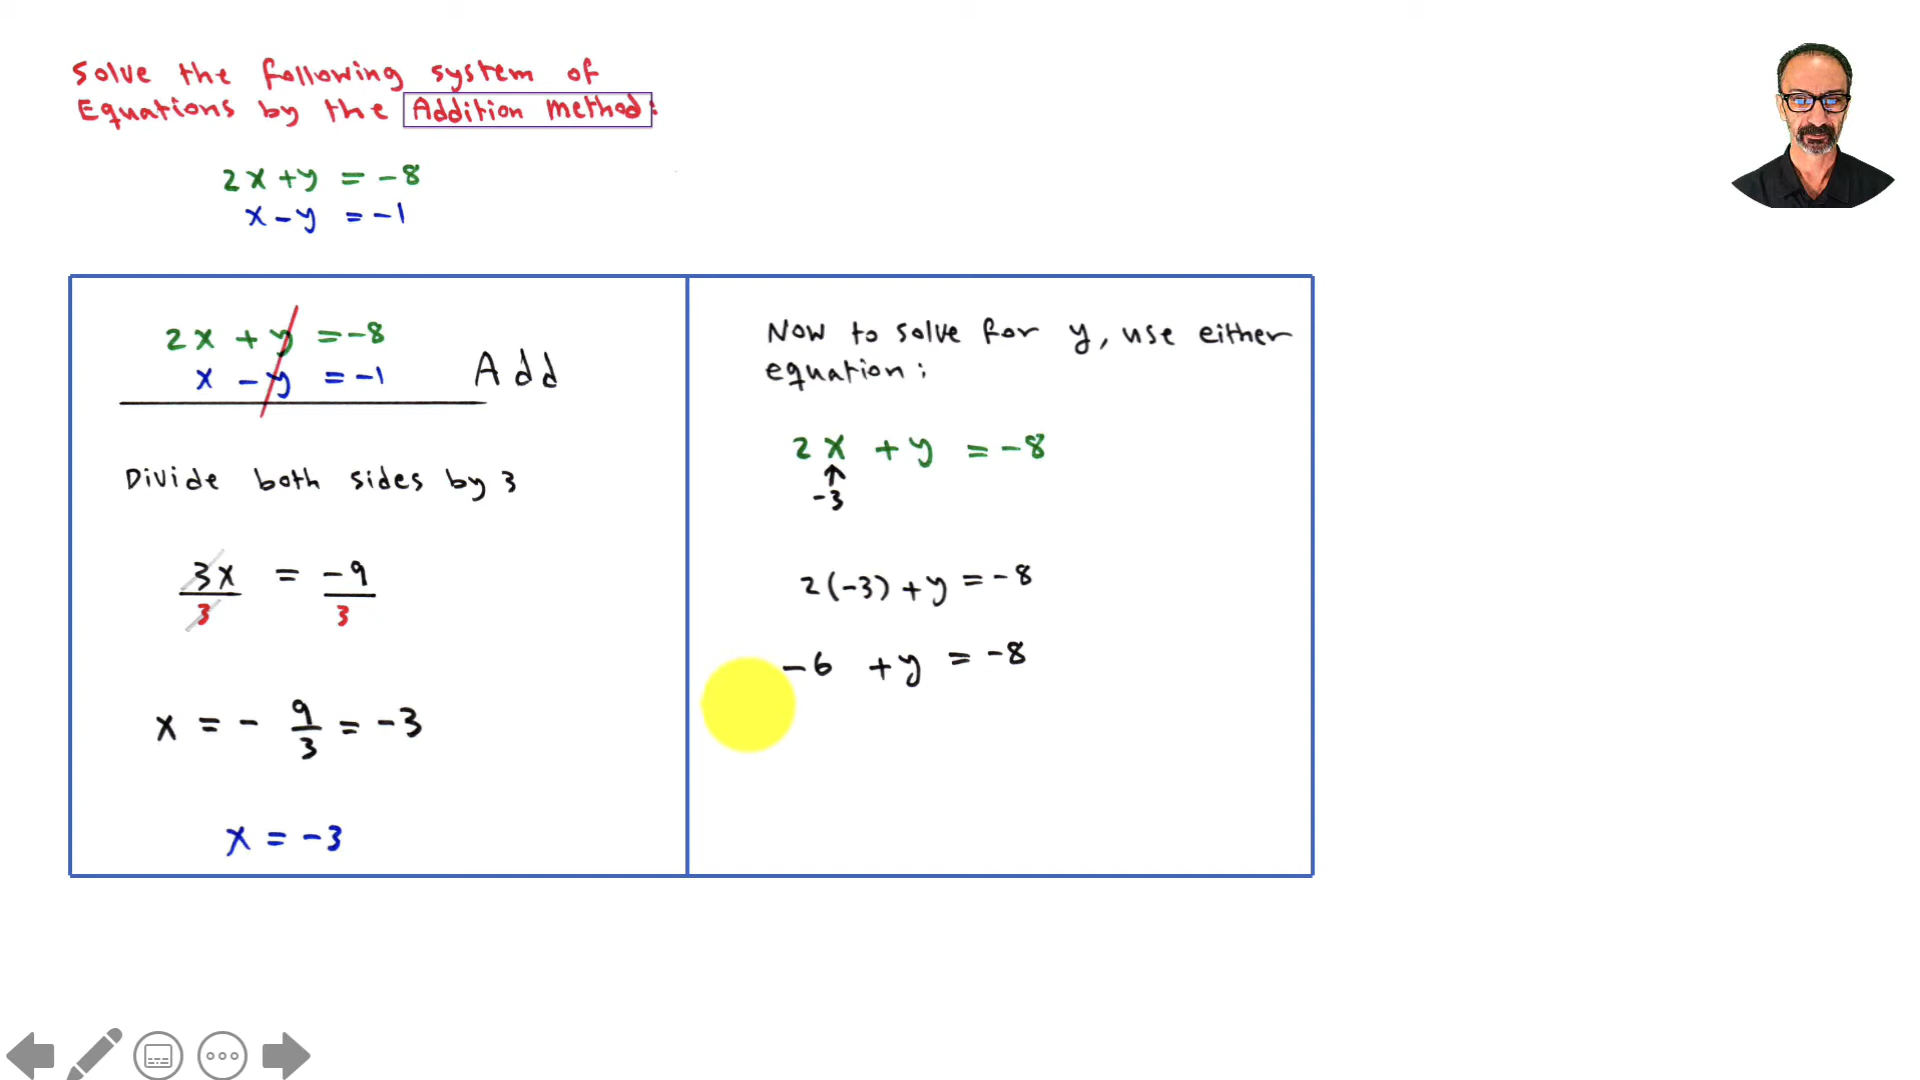 Solve the following system of
Equations by the Addition Method:
2x + y = -8
x - y = -1
2x + y = -8
x - y = -1
Add
Divide both sides by 3
3x = -9
3 3
x = - 9/3 = -3
x = -3
Now to solve for y, use either
equation:
2x + y = -8
-3
2(-3) + y = -8
-6 + y = -8